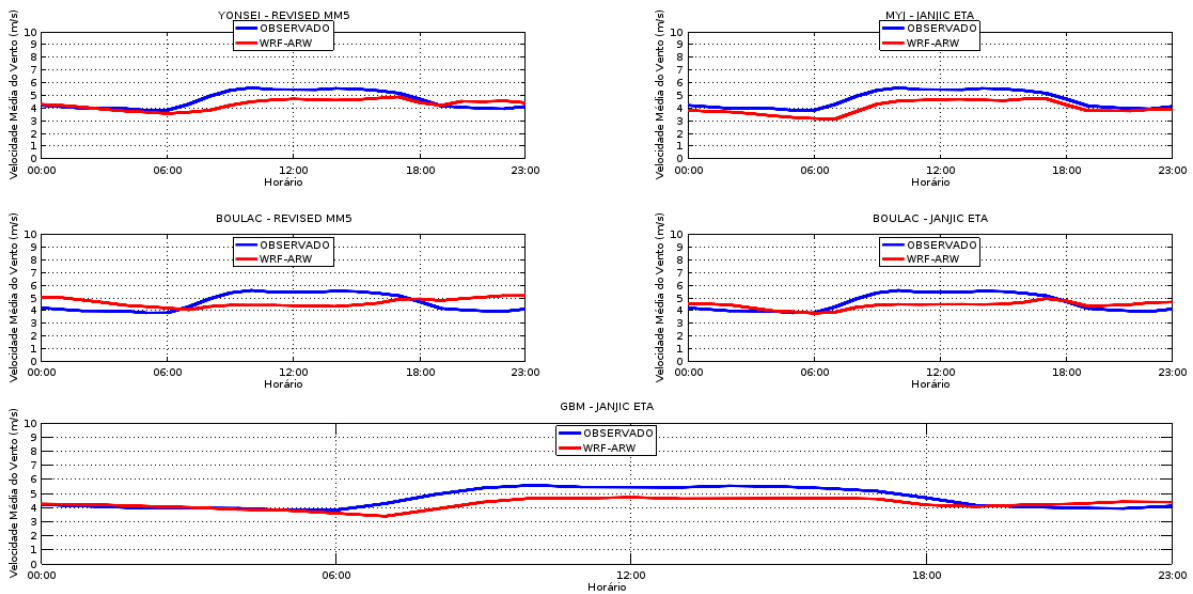 YONSEI - REVISED MM5
OBSERVADO
WRF-ARW
Velocidade Média do Vento (m/s)
10
9
8
7
6
5
4
3
2
1
0
00:00 06:00 12:00 18:00 23:00
Horário
MYJ - JANJIC ETA
OBSERVADO
WRF-ARW
Velocidade Média do Vento (m/s)
10
9
8
7
6
5
4
3
2
1
0
00:00 06:00 12:00 18:00 23:00
Horário
BOULAC - REVISED MM5
OBSERVADO
WRF-ARW
Velocidade Média do Vento (m/s)
10
9
8
7
6
5
4
3
2
1
0
00:00 06:00 12:00 18:00 23:00
Horário
BOULAC - JANJIC ETA
OBSERVADO
WRF-ARW
Velocidade Média do Vento (m/s)
10
9
8
7
6
5
4
3
2
1
0
00:00 06:00 12:00 18:00 23:00
Horário
GBM - JANJIC ETA
OBSERVADO
WRF-ARW
Velocidade Média do Vento (m/s)
10
9
8
7
6
5
4
3
2
1
0
00:00 06:00 12:00 18:00 23:00
Horário